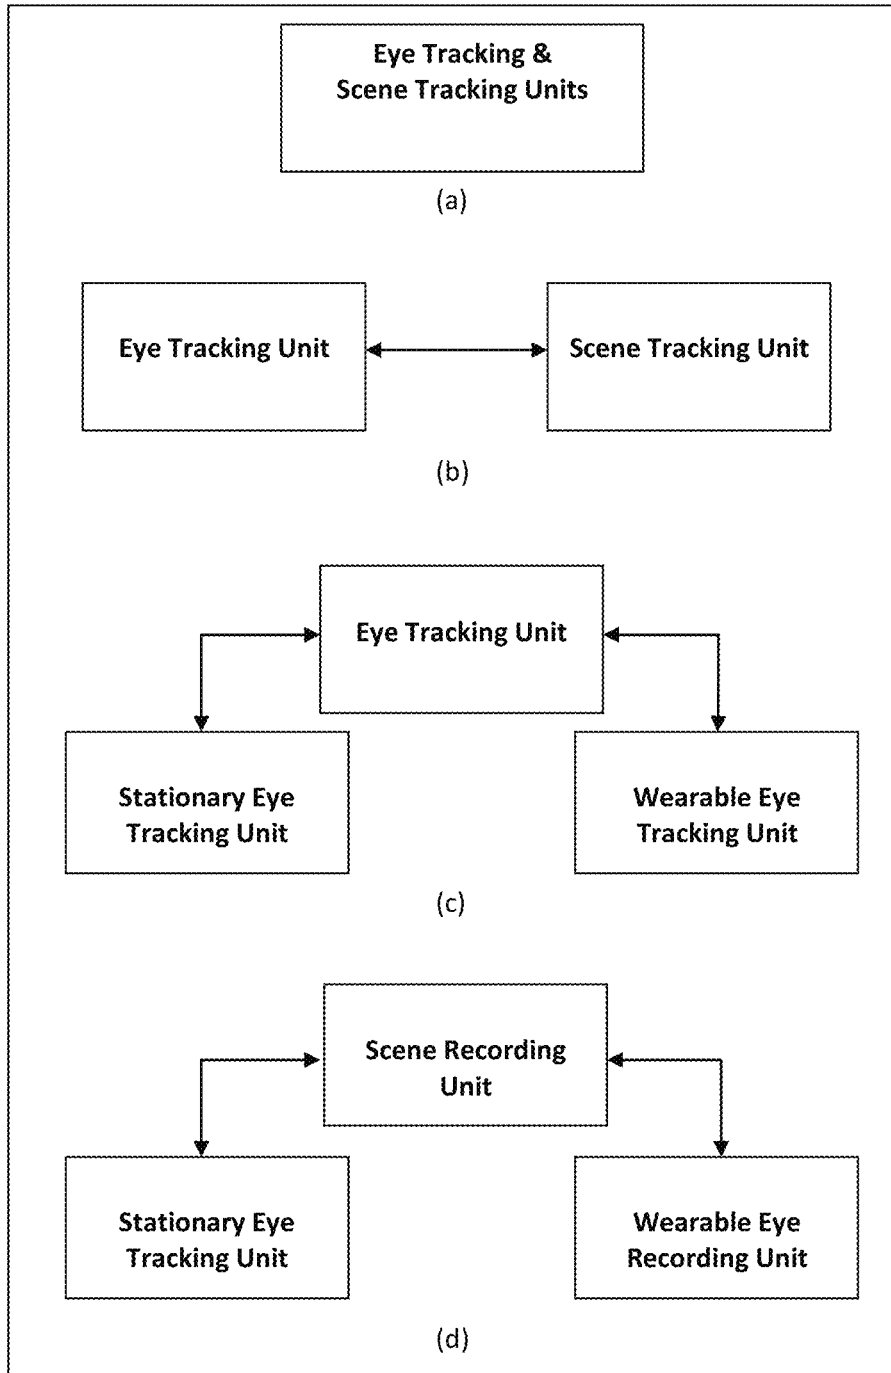 Eye Tracking &
Scene Tracking Units
(a)
Eye Tracking Unit
Scene Tracking Unit
(b)
Eye Tracking Unit
Stationary Eye
Tracking Unit
Wearable Eye
Tracking Unit
(c)
Scene Recording
Unit
Stationary Eye
Tracking Unit
Wearable Eye
Recording Unit
(d)